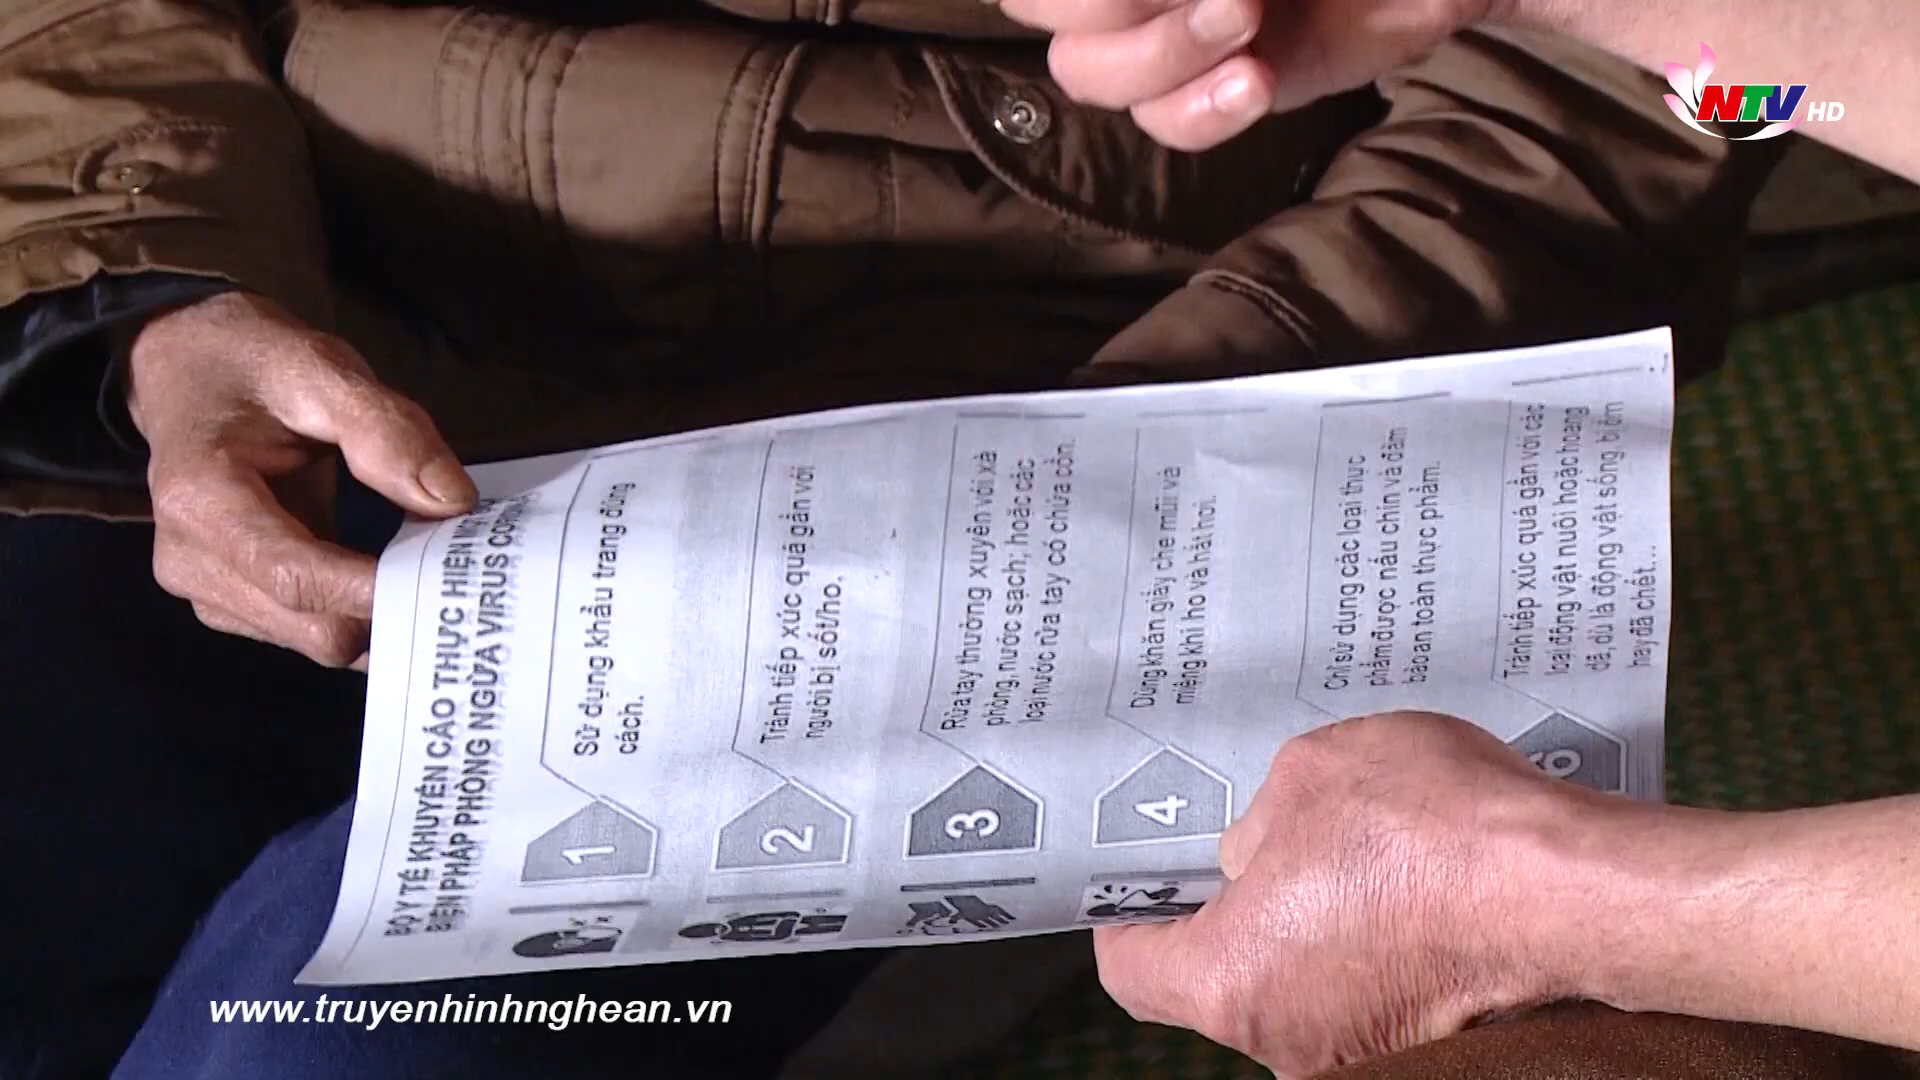 NTV HD
BỘ Y TẾ KHUYẾN CÁO THỰC HIỆN
BIỆN PHÁP PHÒNG NGỪA VIRUS
1
Sử dụng khẩu trang đúng
cách.
2
Tránh tiếp xúc quá gần với
người bị sốt/ho.
3
Rửa tay thường xuyên với xà
phòng, nước sạch; hoặc các
loại nước rửa tay có chứa cồn.
4
Dùng khăn giấy che mũi và
miệng khi ho và hắt hơi.
Chỉ sử dụng các loại thực
phẩm được nấu chín và đảm
bảo an toàn thực phẩm.
6
Tránh tiếp xúc quá gần với các
loại động vật nuôi hoặc hoang
dã, dù là động vật sống, bị ốm
hay đã chết...
www.truyenhinhnghean.vn